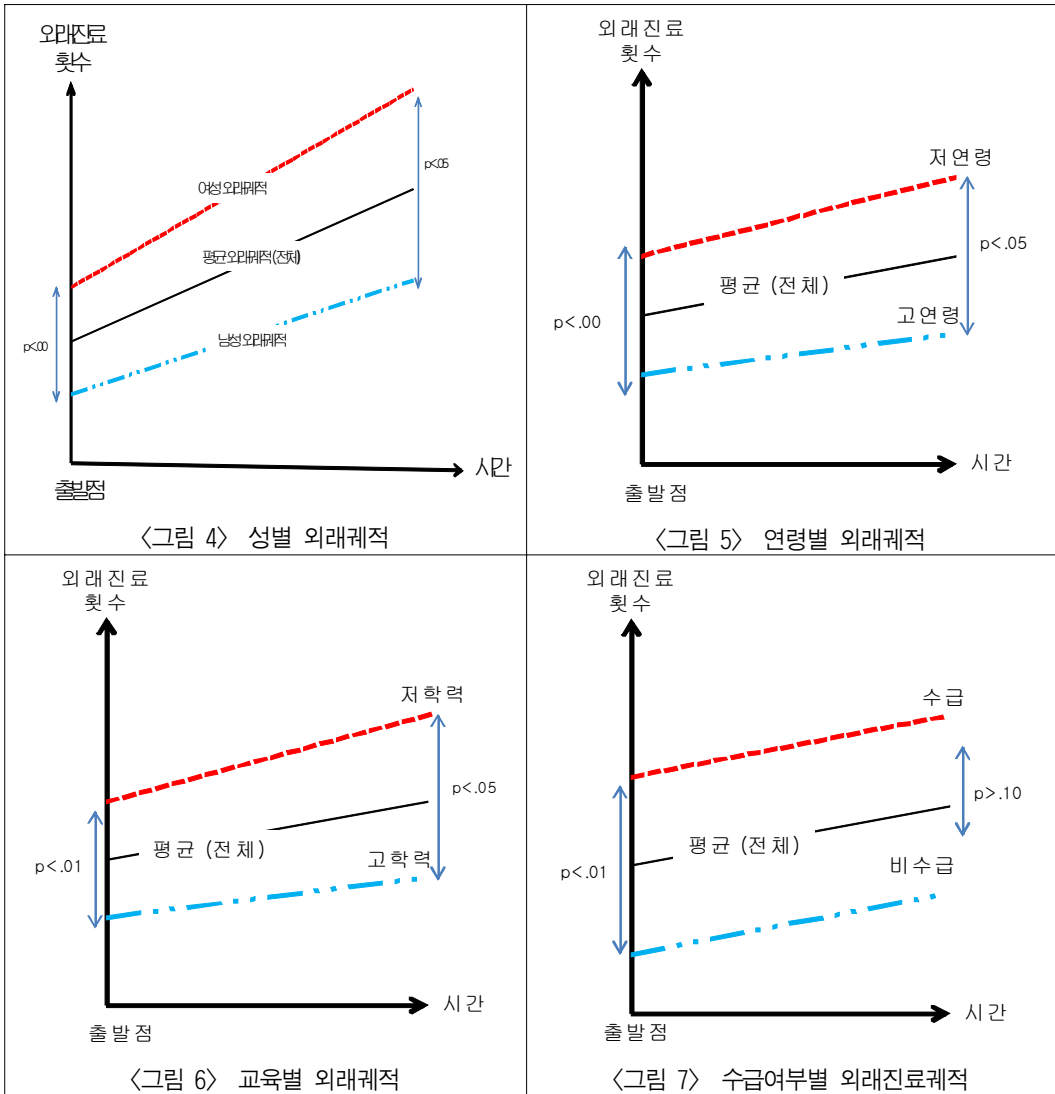 외래진료
횟수
여성 외래궤적
평균 외래궤적 (전체)
남성 외래궤적
p<.00
p<.05
시간
출발점
〈그림 4〉 성별 외래궤적
외래진료
횟수
저연령
평균 (전체)
고연령
p<.00
p<.05
시간
출발점
〈그림 5〉 연령별 외래궤적
외래진료
횟수
저학력
평균 (전체)
고학력
p<.01
p<.05
시간
출발점
〈그림 6〉 교육별 외래궤적
외래진료
횟수
수급
평균 (전체)
비수급
p<.01
p>.10
시간
출발점
〈그림 7〉 수급여부별 외래진료궤적